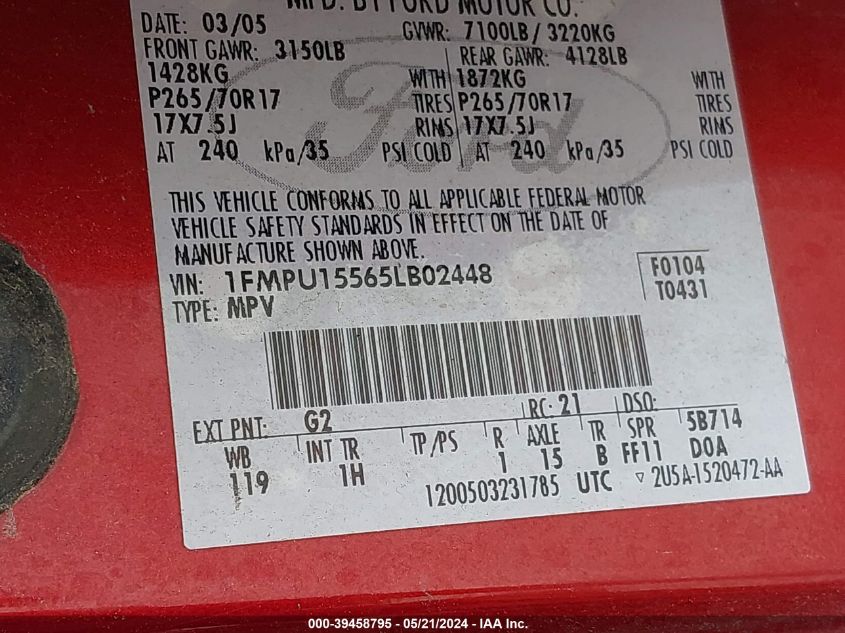 MFD. BY FORD MOTOR CO.
DATE: 03/05 GVWR: 7100LB / 3220KG
FRONT GAWR: 3150LB REAR GAWR: 4128LB
1428KG WITH 1872KG WITH
P265/70R17 TIRES P265/70R17 TIRES
17X7.5J RIMS 17X7.5J RIMS
AT 240 kPa/35 PSI COLD AT 240 kPa/35 PSI COLD
Ford
THIS VEHICLE CONFORMS TO ALL APPLICABLE FEDERAL MOTOR
VEHICLE SAFETY STANDARDS IN EFFECT ON THE DATE OF
MANUFACTURE SHOWN ABOVE.
VIN: 1FMPU15565LB02448 F0104
TYPE: MPV T0431
EXT PNT: G2 RC: 21 DSO:
WB INT TR TP/PS R AXLE TR SPR 5B714
119 1H 1 15 B FF11 DOA
1200503231785 UTC ▽ 2U5A-1520472-AA
000-39458795 - 05/21/2024 - IAA Inc.